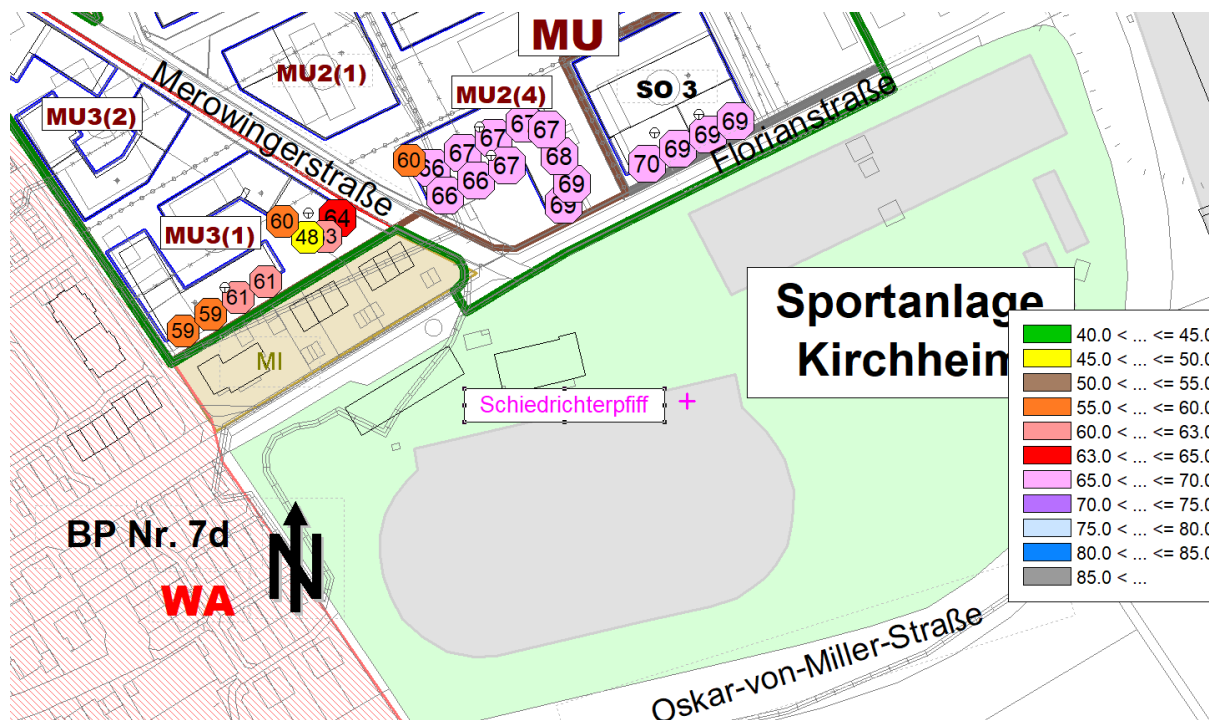 MU
MU2(1)
Merowingerstraße
MU3(2)
MU2(4)
SO 3
Florianstraße
60
66
67
67
67
67
68
69
69
66
66
67
70
69
69
69
60
64
48
MU3(1)
61
61
59
59
MI
Sportanlage
Kirchheim
Schiedrichterpfiff
40.0 < ... <= 45.0
45.0 < ... <= 50.0
50.0 < ... <= 55.0
55.0 < ... <= 60.0
60.0 < ... <= 63.0
63.0 < ... <= 65.0
65.0 < ... <= 70.0
70.0 < ... <= 75.0
75.0 < ... <= 80.0
80.0 < ... <= 85.0
85.0 < ...
BP Nr. 7d
WA
N
Oskar-von-Miller-Straße